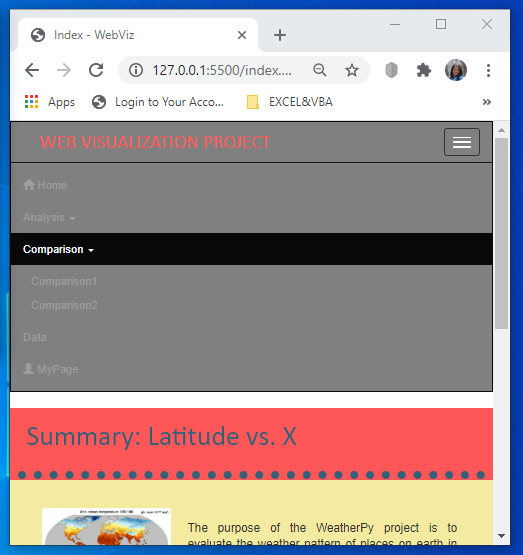 Index - WebViz
127.0.0.1:5500/index....
Apps
Login to Your Acco...
EXCEL&VBA
WEB VISUALIZATION PROJECT
Home
Analysis
Comparison
Comparison1
Comparison2
Data
MyPage
Summary: Latitude vs. X
The purpose of the WeatherPy project is to
evaluate the weather pattern of places on earth in